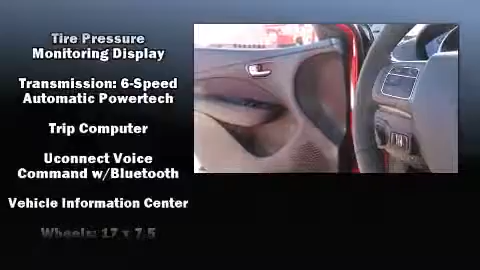 Tire Pressure
Monitoring Display
Transmission: 6-Speed
Automatic Powertech
Trip Computer
Uconnect Voice
Command w/Bluetooth
Vehicle Information Center
Wheels: 17 x 7.5